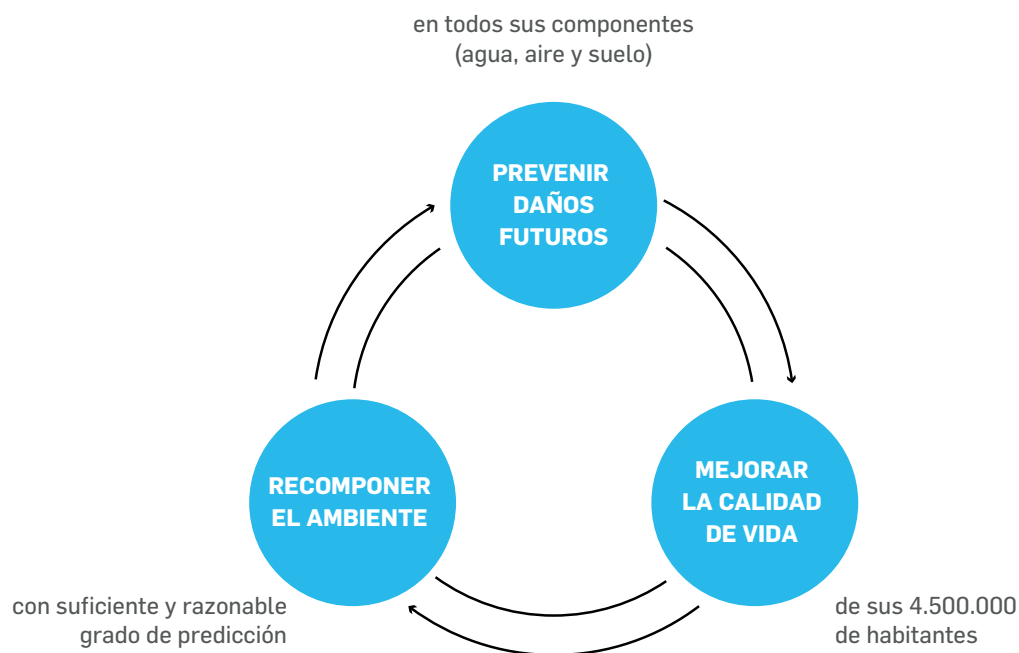 en todos sus componentes
(agua, aire y suelo)
PREVENIR
DAÑOS
FUTUROS
RECOMPONER
EL AMBIENTE
MEJORAR
LA CALIDAD
DE VIDA
con suficiente y razonable
grado de predicción
de sus 4.500.000
de habitantes